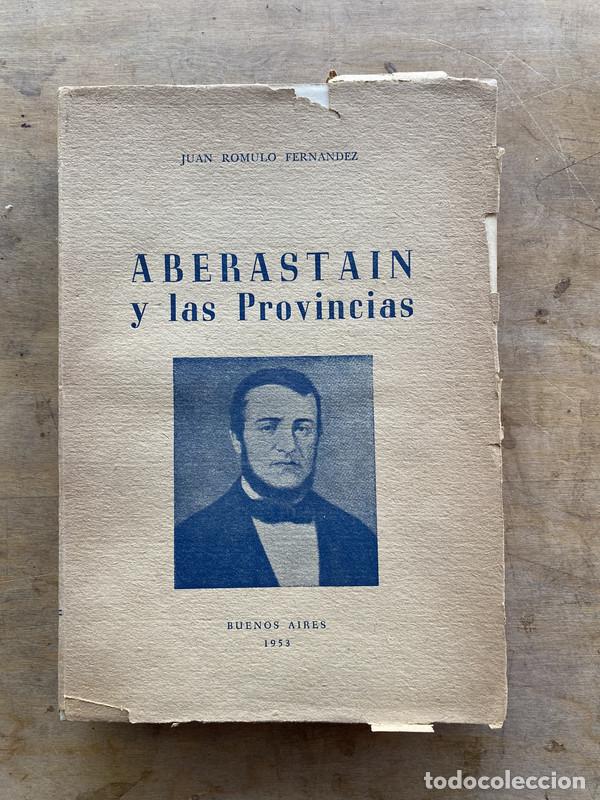 JUAN ROMULO FERNANDEZ
ABERASTAIN
y las Provincias
BUENOS AIRES
1953
todocoleccion